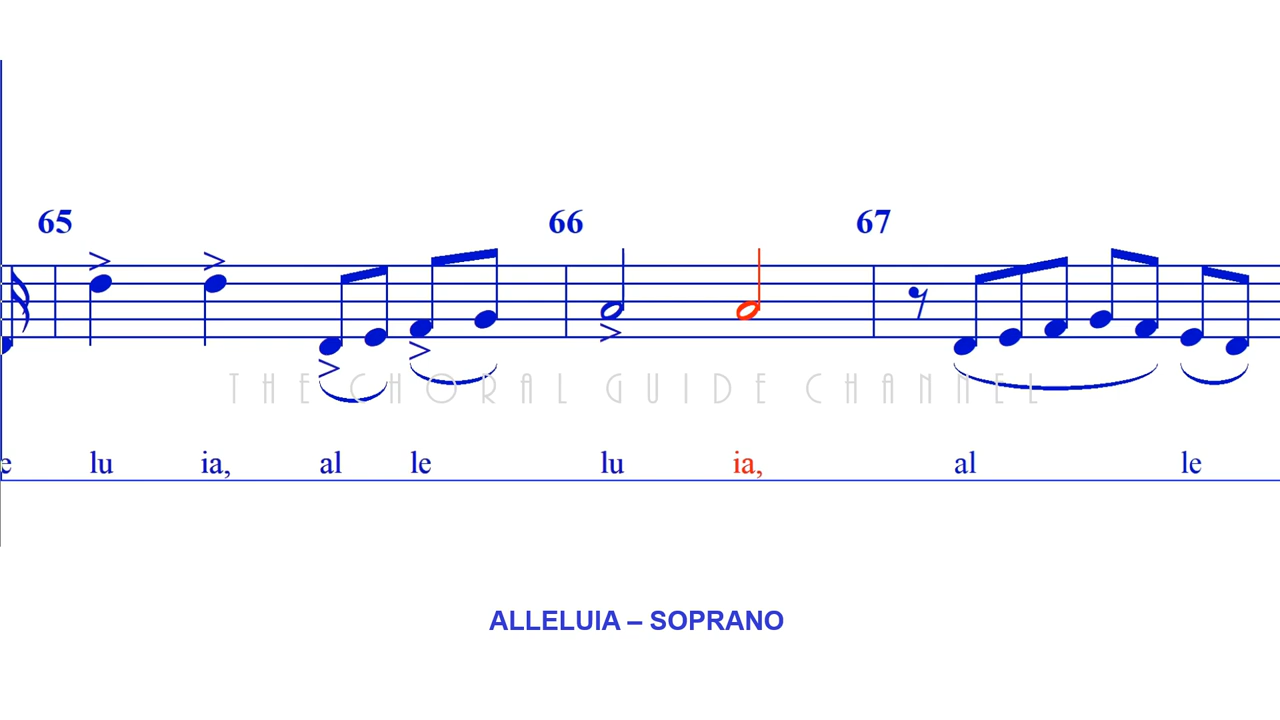 65 66 67
THE CHORAL GUIDE CHANNEL
e lu ia, al le lu ia, al le
ALLELUIA – SOPRANO